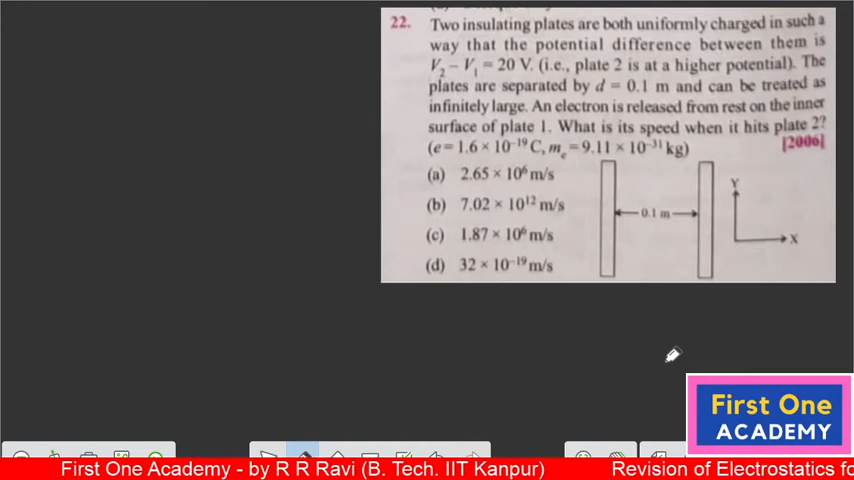 22. Two insulating plates are both uniformly charged in such a
way that the potential difference between them is
V₂ – V₁ = 20 V. (i.e., plate 2 is at a higher potential). The
plates are separated by d = 0.1 m and can be treated as
infinitely large. An electron is released from rest on the inner
surface of plate 1. What is its speed when it hits plate 2?
(e = 1.6 × 10⁻¹⁹ C, mₑ = 9.11 × 10⁻³¹ kg) [2006]
(a) 2.65 × 10⁶ m/s
(b) 7.02 × 10¹² m/s
(c) 1.87 × 10⁶ m/s
(d) 32 × 10⁻¹⁹ m/s
Y
0.1 m
X
First One
ACADEMY
First One Academy - by R R Ravi (B. Tech. IIT Kanpur) Revision of Electrostatics